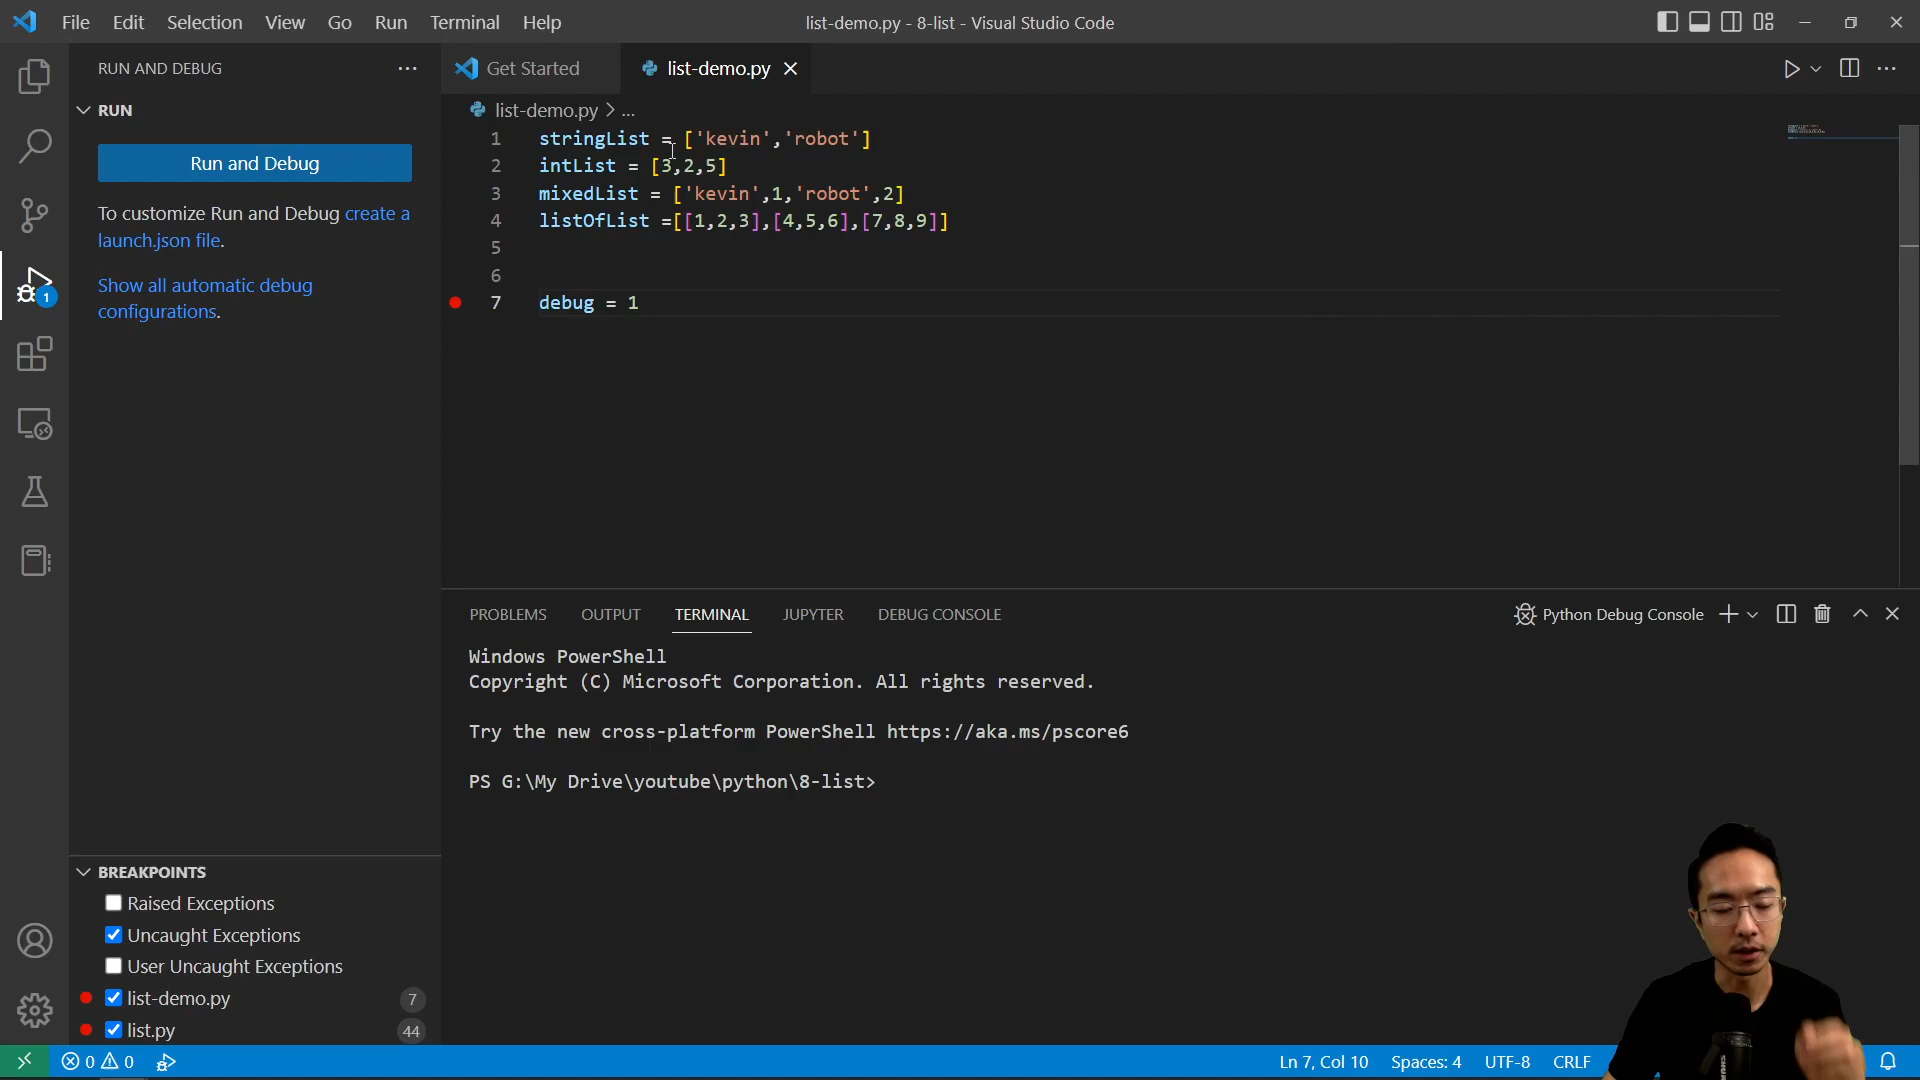 File Edit Selection View Go Run Terminal Help
list-demo.py - 8-list - Visual Studio Code
RUN AND DEBUG
RUN
Run and Debug
To customize Run and Debug create a
launch.json file.
Show all automatic debug
configurations.
Get Started
list-demo.py
list-demo.py > ...
1 stringList = ['kevin','robot']
2 intList = [3,2,5]
3 mixedList = ['kevin',1,'robot',2]
4 listOfList =[[1,2,3],[4,5,6],[7,8,9]]
5
6
7 debug = 1
1
PROBLEMS OUTPUT TERMINAL JUPYTER DEBUG CONSOLE
Python Debug Console
Windows PowerShell
Copyright (C) Microsoft Corporation. All rights reserved.
Try the new cross-platform PowerShell https://aka.ms/pscore6
PS G:\My Drive\youtube\python\8-list>
BREAKPOINTS
Raised Exceptions
Uncaught Exceptions
User Uncaught Exceptions
list-demo.py 7
list.py 44
0 0
Ln 7, Col 10 Spaces: 4 UTF-8 CRLF